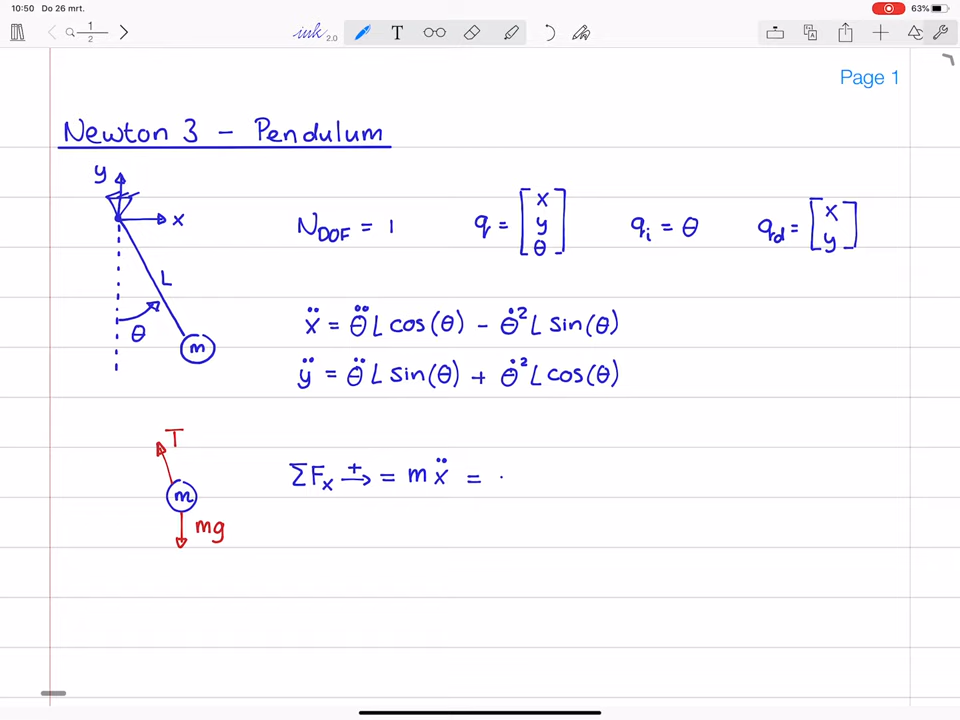 10:50 Do 26 mrt. 63%
1/2 ink 2.0 T
Page 1
Newton 3 - Pendulum
y
x
L
θ
m
N_DOF = 1 q = [x y θ] q_i = θ q_d = [x y]
ẍ = θ̈ L cos(θ) - θ̇² L sin(θ)
ÿ = θ̈ L sin(θ) + θ̇² L cos(θ)
T
m
mg
ΣF_x →+ = m ẍ =